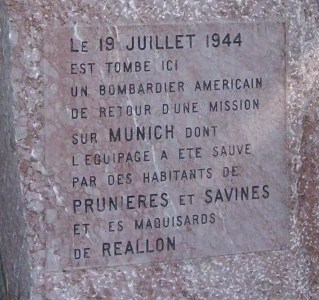 LE 19 JUILLET 1944
EST TOMBE ICI
UN BOMBARDIER AMERICAIN
DE RETOUR D'UNE MISSION
SUR MUNICH DONT
L'EQUIPAGE A ETE SAUVE
PAR DES HABITANTS DE
PRUNIERES ET SAVINES
ET ES MAQUISARDS
DE REALLON